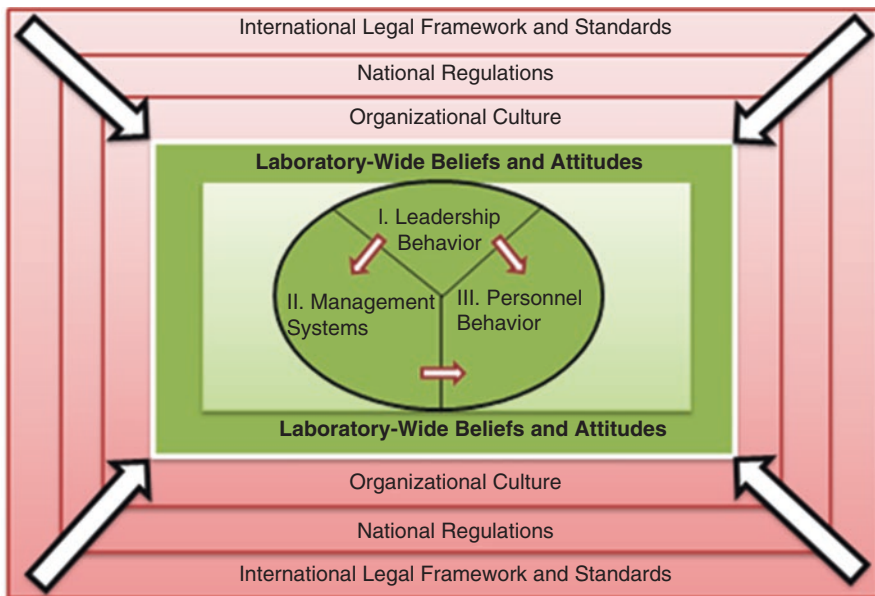 International Legal Framework and Standards
National Regulations
Organizational Culture
Laboratory-Wide Beliefs and Attitudes
I. Leadership
Behavior
II. Management
Systems
III. Personnel
Behavior
Laboratory-Wide Beliefs and Attitudes
Organizational Culture
National Regulations
International Legal Framework and Standards